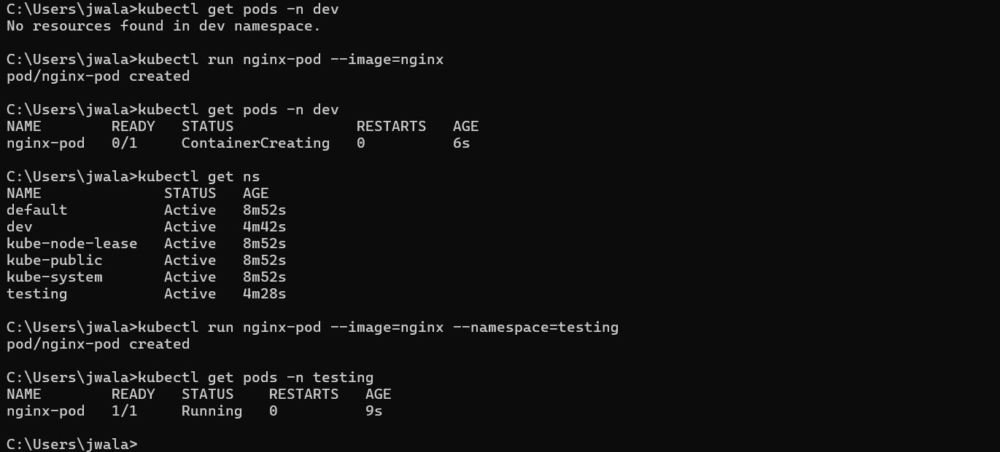 C:\Users\jwala>kubectl get pods -n dev
No resources found in dev namespace.
C:\Users\jwala>kubectl run nginx-pod --image=nginx
pod/nginx-pod created
C:\Users\jwala>kubectl get pods -n dev
NAME        READY   STATUS              RESTARTS   AGE
nginx-pod   0/1     ContainerCreating   0          6s
C:\Users\jwala>kubectl get ns
NAME              STATUS   AGE
default           Active   8m52s
dev               Active   4m42s
kube-node-lease   Active   8m52s
kube-public       Active   8m52s
kube-system       Active   8m52s
testing           Active   4m28s
C:\Users\jwala>kubectl run nginx-pod --image=nginx --namespace=testing
pod/nginx-pod created
C:\Users\jwala>kubectl get pods -n testing
NAME        READY   STATUS    RESTARTS   AGE
nginx-pod   1/1     Running   0          9s
C:\Users\jwala>